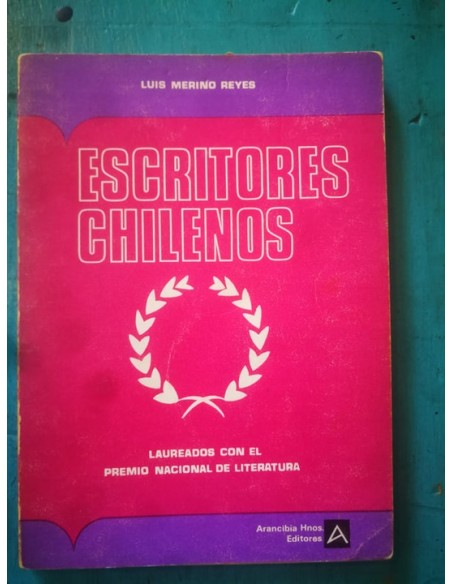 LUIS MERINO REYES
ESCRITORES
CHILENOS
LAUREADOS CON EL
PREMIO NACIONAL DE LITERATURA
Arancibia Hnos.
Editores